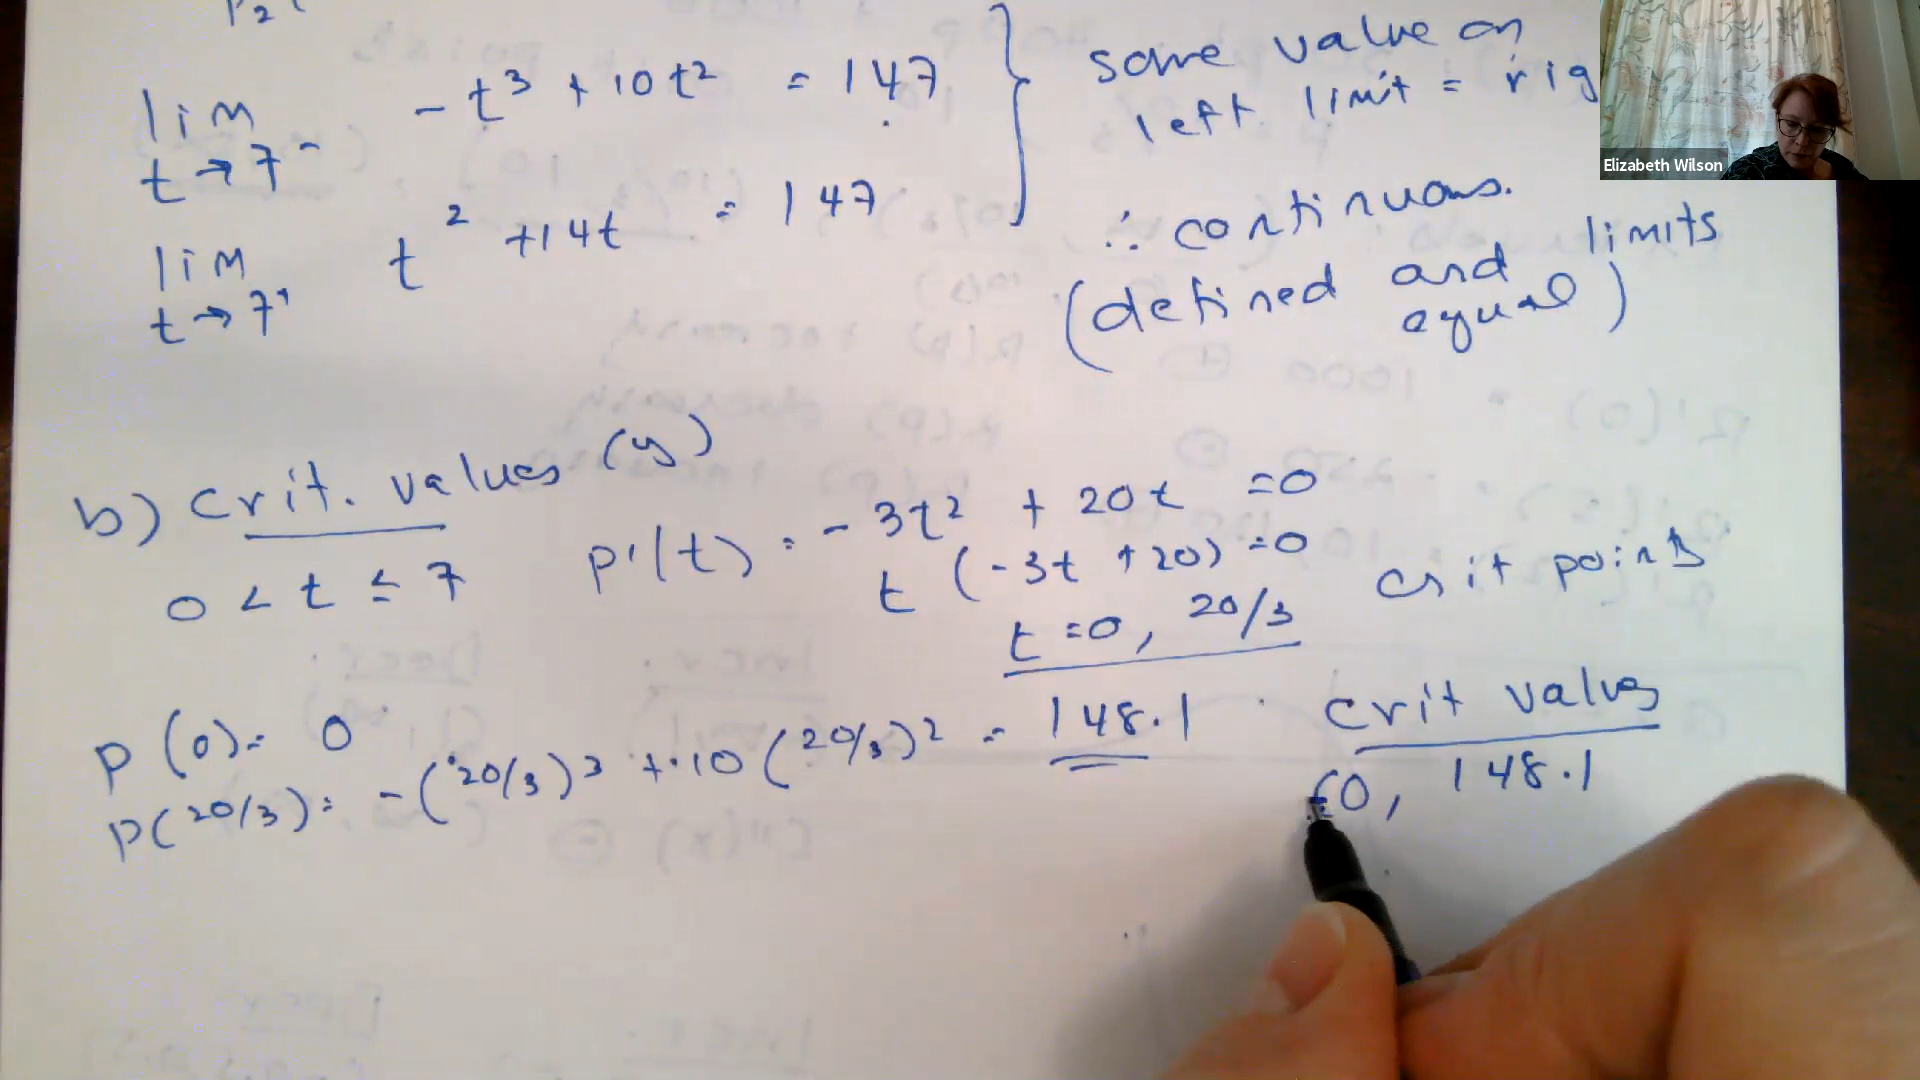 P₂(
lim -t³ + 10t² = 147
t→7⁻
lim t² +14t = 147
t→7⁺
same value on
left limit = rig
∴ continuous.
(defined and limits
equal)
Elizabeth Wilson
b) Crit. values (y)
0 < t ≤ 7
p'(t) = -3t² + 20t =0
t (-3t +20) =0
t =0, 20/3
crit points
p(0)= 0
p(20/3)= -(20/3)³ + 10(20/3)² = 148.1
crit values
0, 148.1